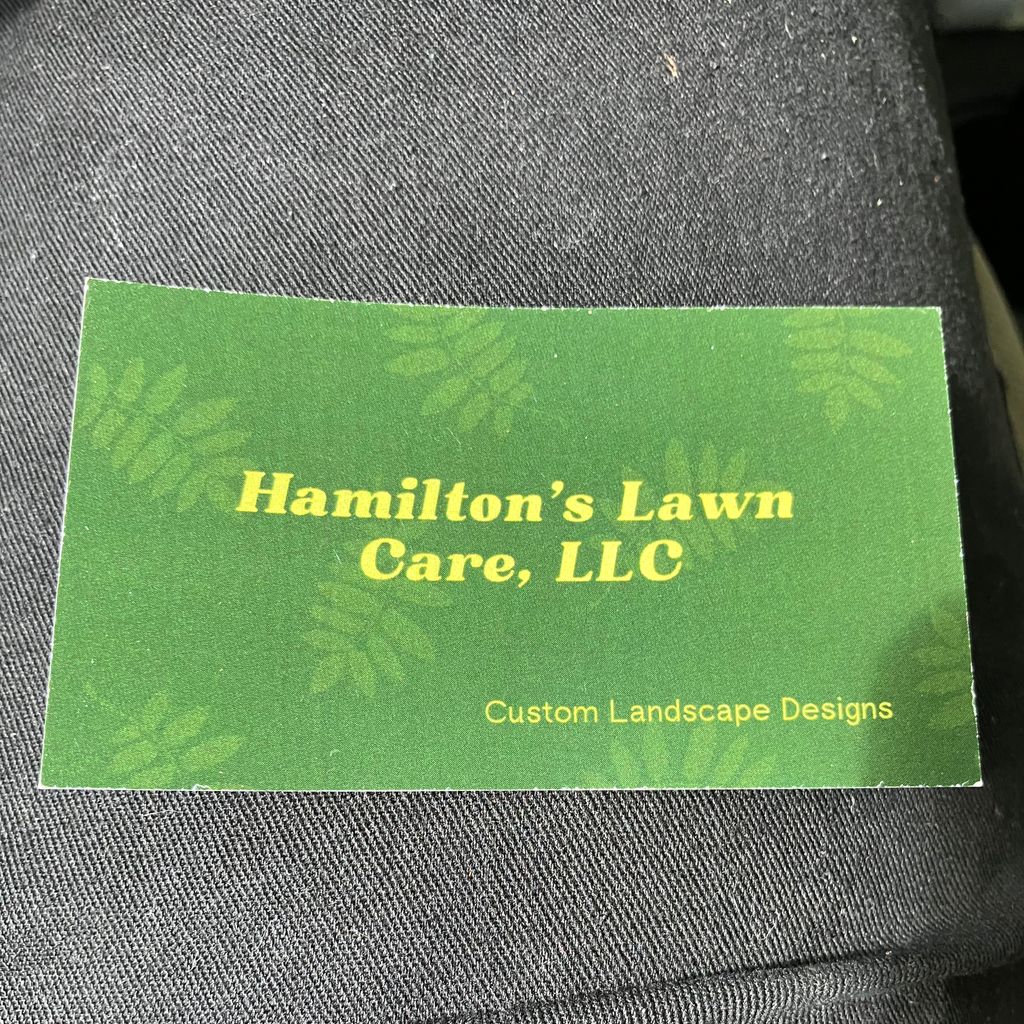 Hamilton’s Lawn
Care, LLC
Custom Landscape Designs